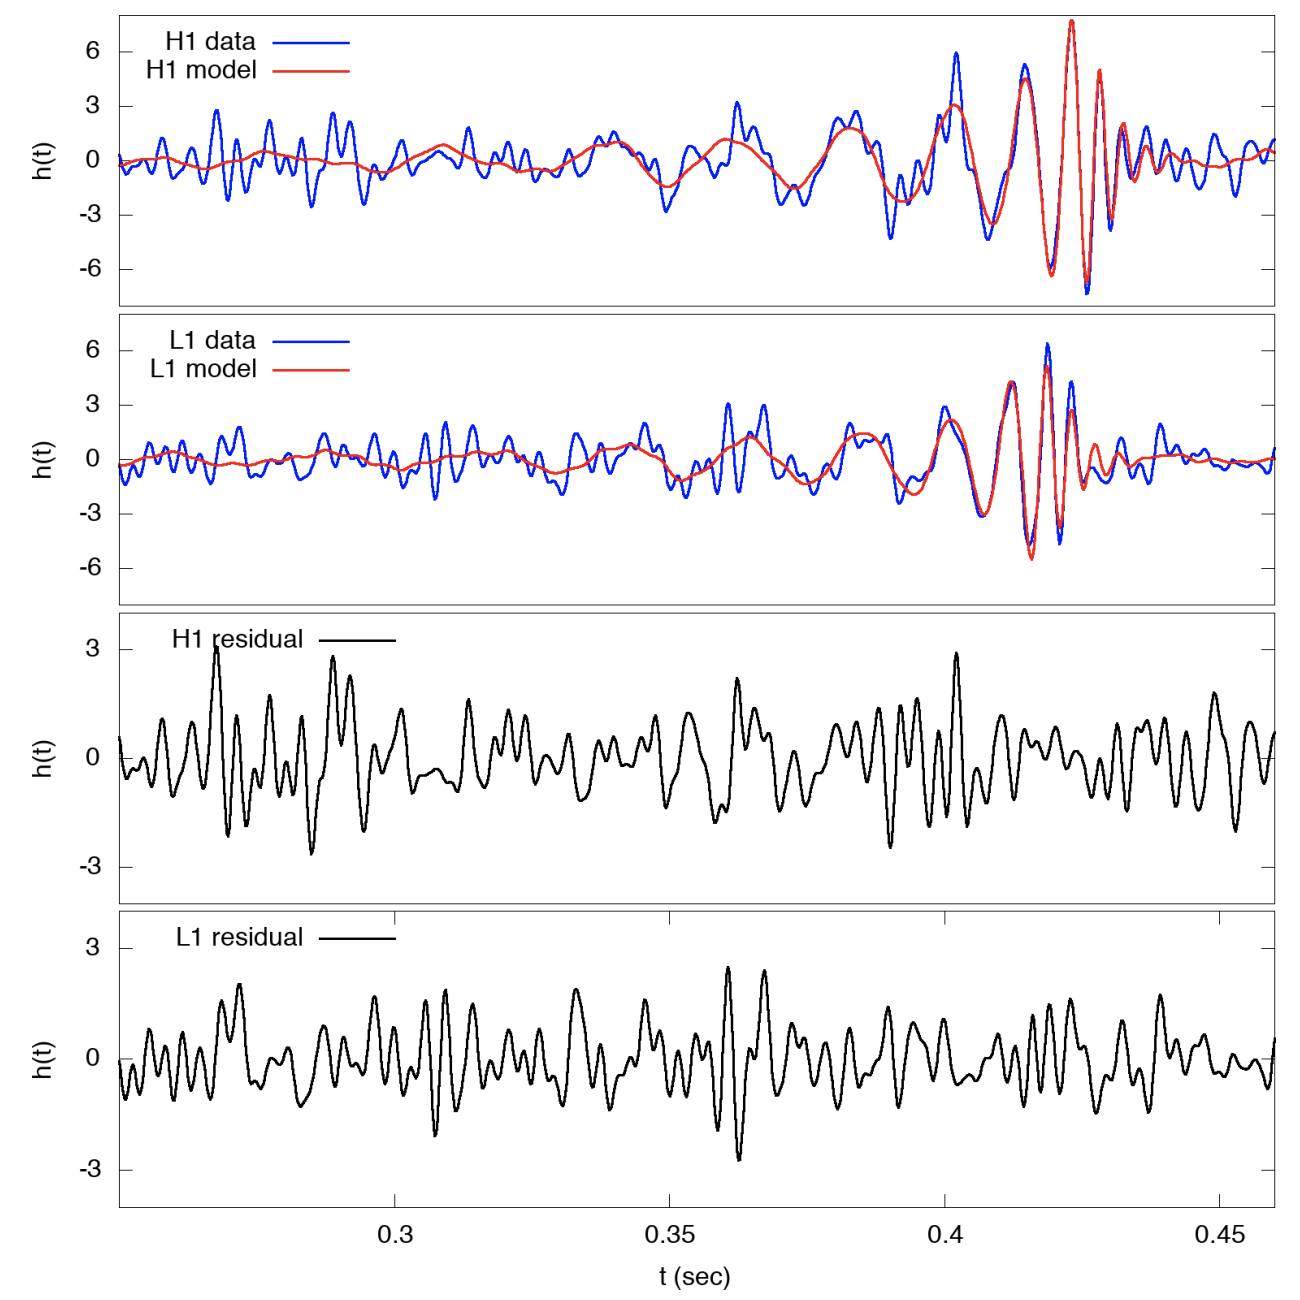 H1 data
H1 model
6
3
0
-3
-6
h(t)
L1 data
L1 model
6
3
0
-3
-6
h(t)
H1 residual
3
0
-3
h(t)
L1 residual
3
0
-3
h(t)
0.3 0.35 0.4 0.45
t (sec)